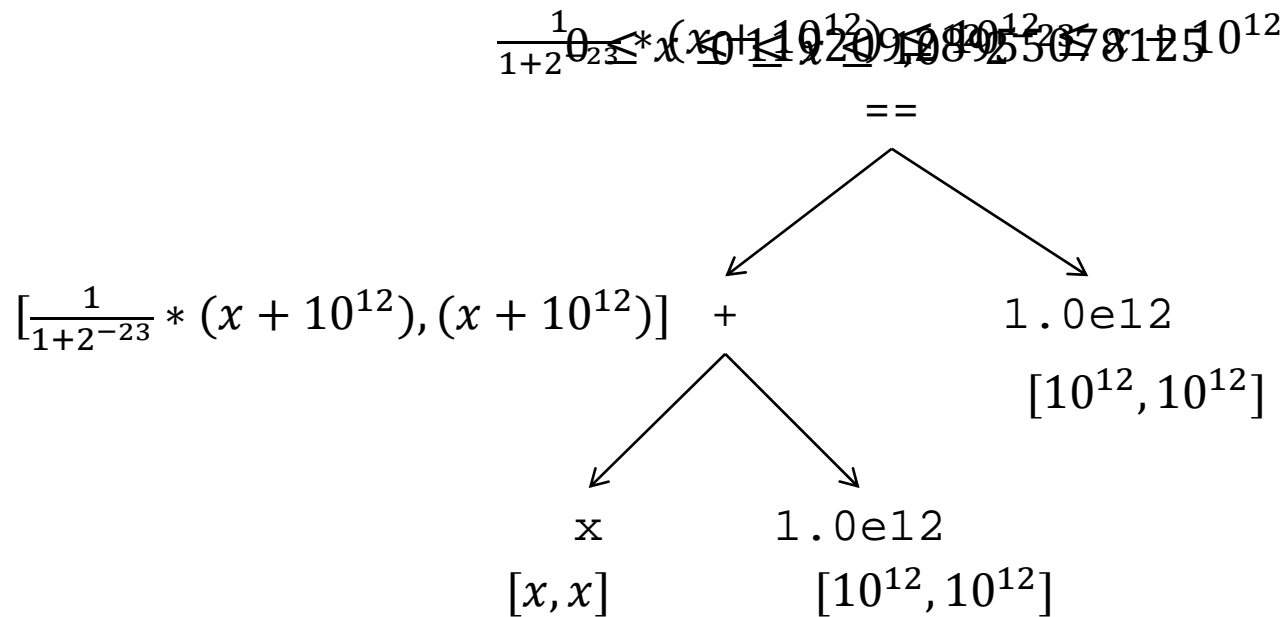 ==
[\frac{1}{1+2^{-23}} * (x + 10^{12}), (x + 10^{12})] + 1.0e12
[10^{12}, 10^{12}]
x 1.0e12
[x, x] [10^{12}, 10^{12}]